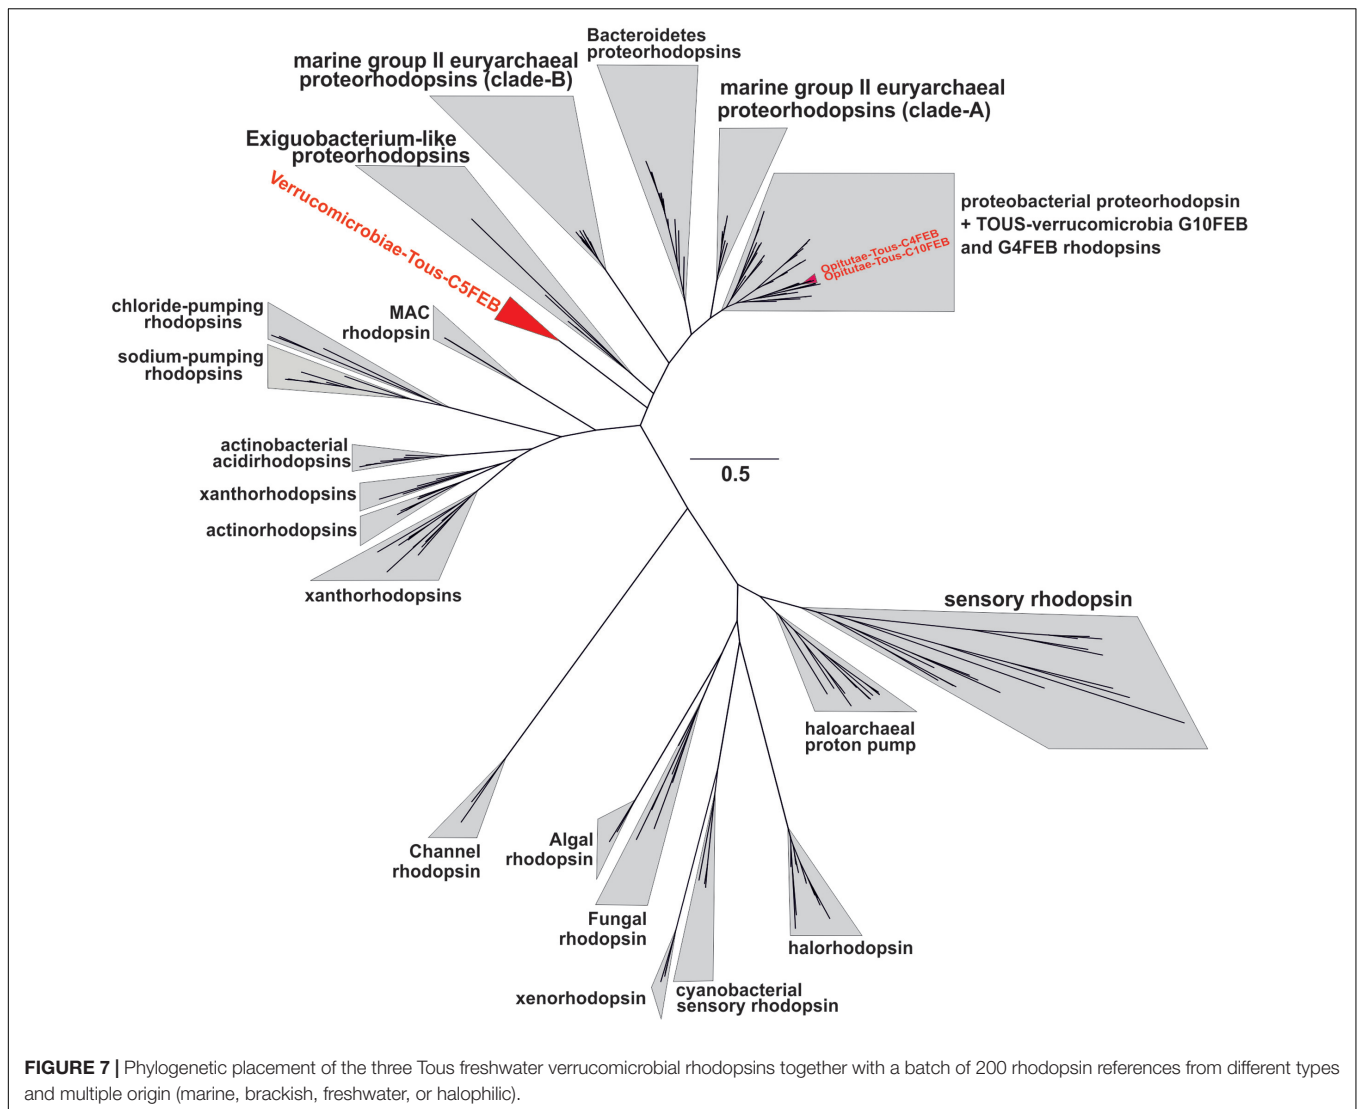 Bacteroidetes
proteorhodopsins
marine group II euryarchaeal
proteorhodopsins (clade-B)
marine group II euryarchaeal
proteorhodopsins (clade-A)
Exiguobacterium-like
proteorhodopsins
Verrucomicrobiae-Tous-C5FEB
proteobacterial proteorhodopsin
+ TOUS-verrucomicrobia G10FEB
and G4FEB rhodopsins
Opitutae-Tous-C4FEB
Opitutae-Tous-C10FEB
chloride-pumping
rhodopsins
MAC
rhodopsin
sodium-pumping
rhodopsins
actinobacterial
acidirhodopsins
0.5
xanthorhodopsins
actinorhodopsins
xanthorhodopsins
sensory rhodopsin
haloarchaeal
proton pump
Channel
rhodopsin
Algal
rhodopsin
Fungal
rhodopsin
halorhodopsin
xenorhodopsin
cyanobacterial
sensory rhodopsin
FIGURE 7 | Phylogenetic placement of the three Tous freshwater verrucomicrobial rhodopsins together with a batch of 200 rhodopsin references from different types
and multiple origin (marine, brackish, freshwater, or halophilic).